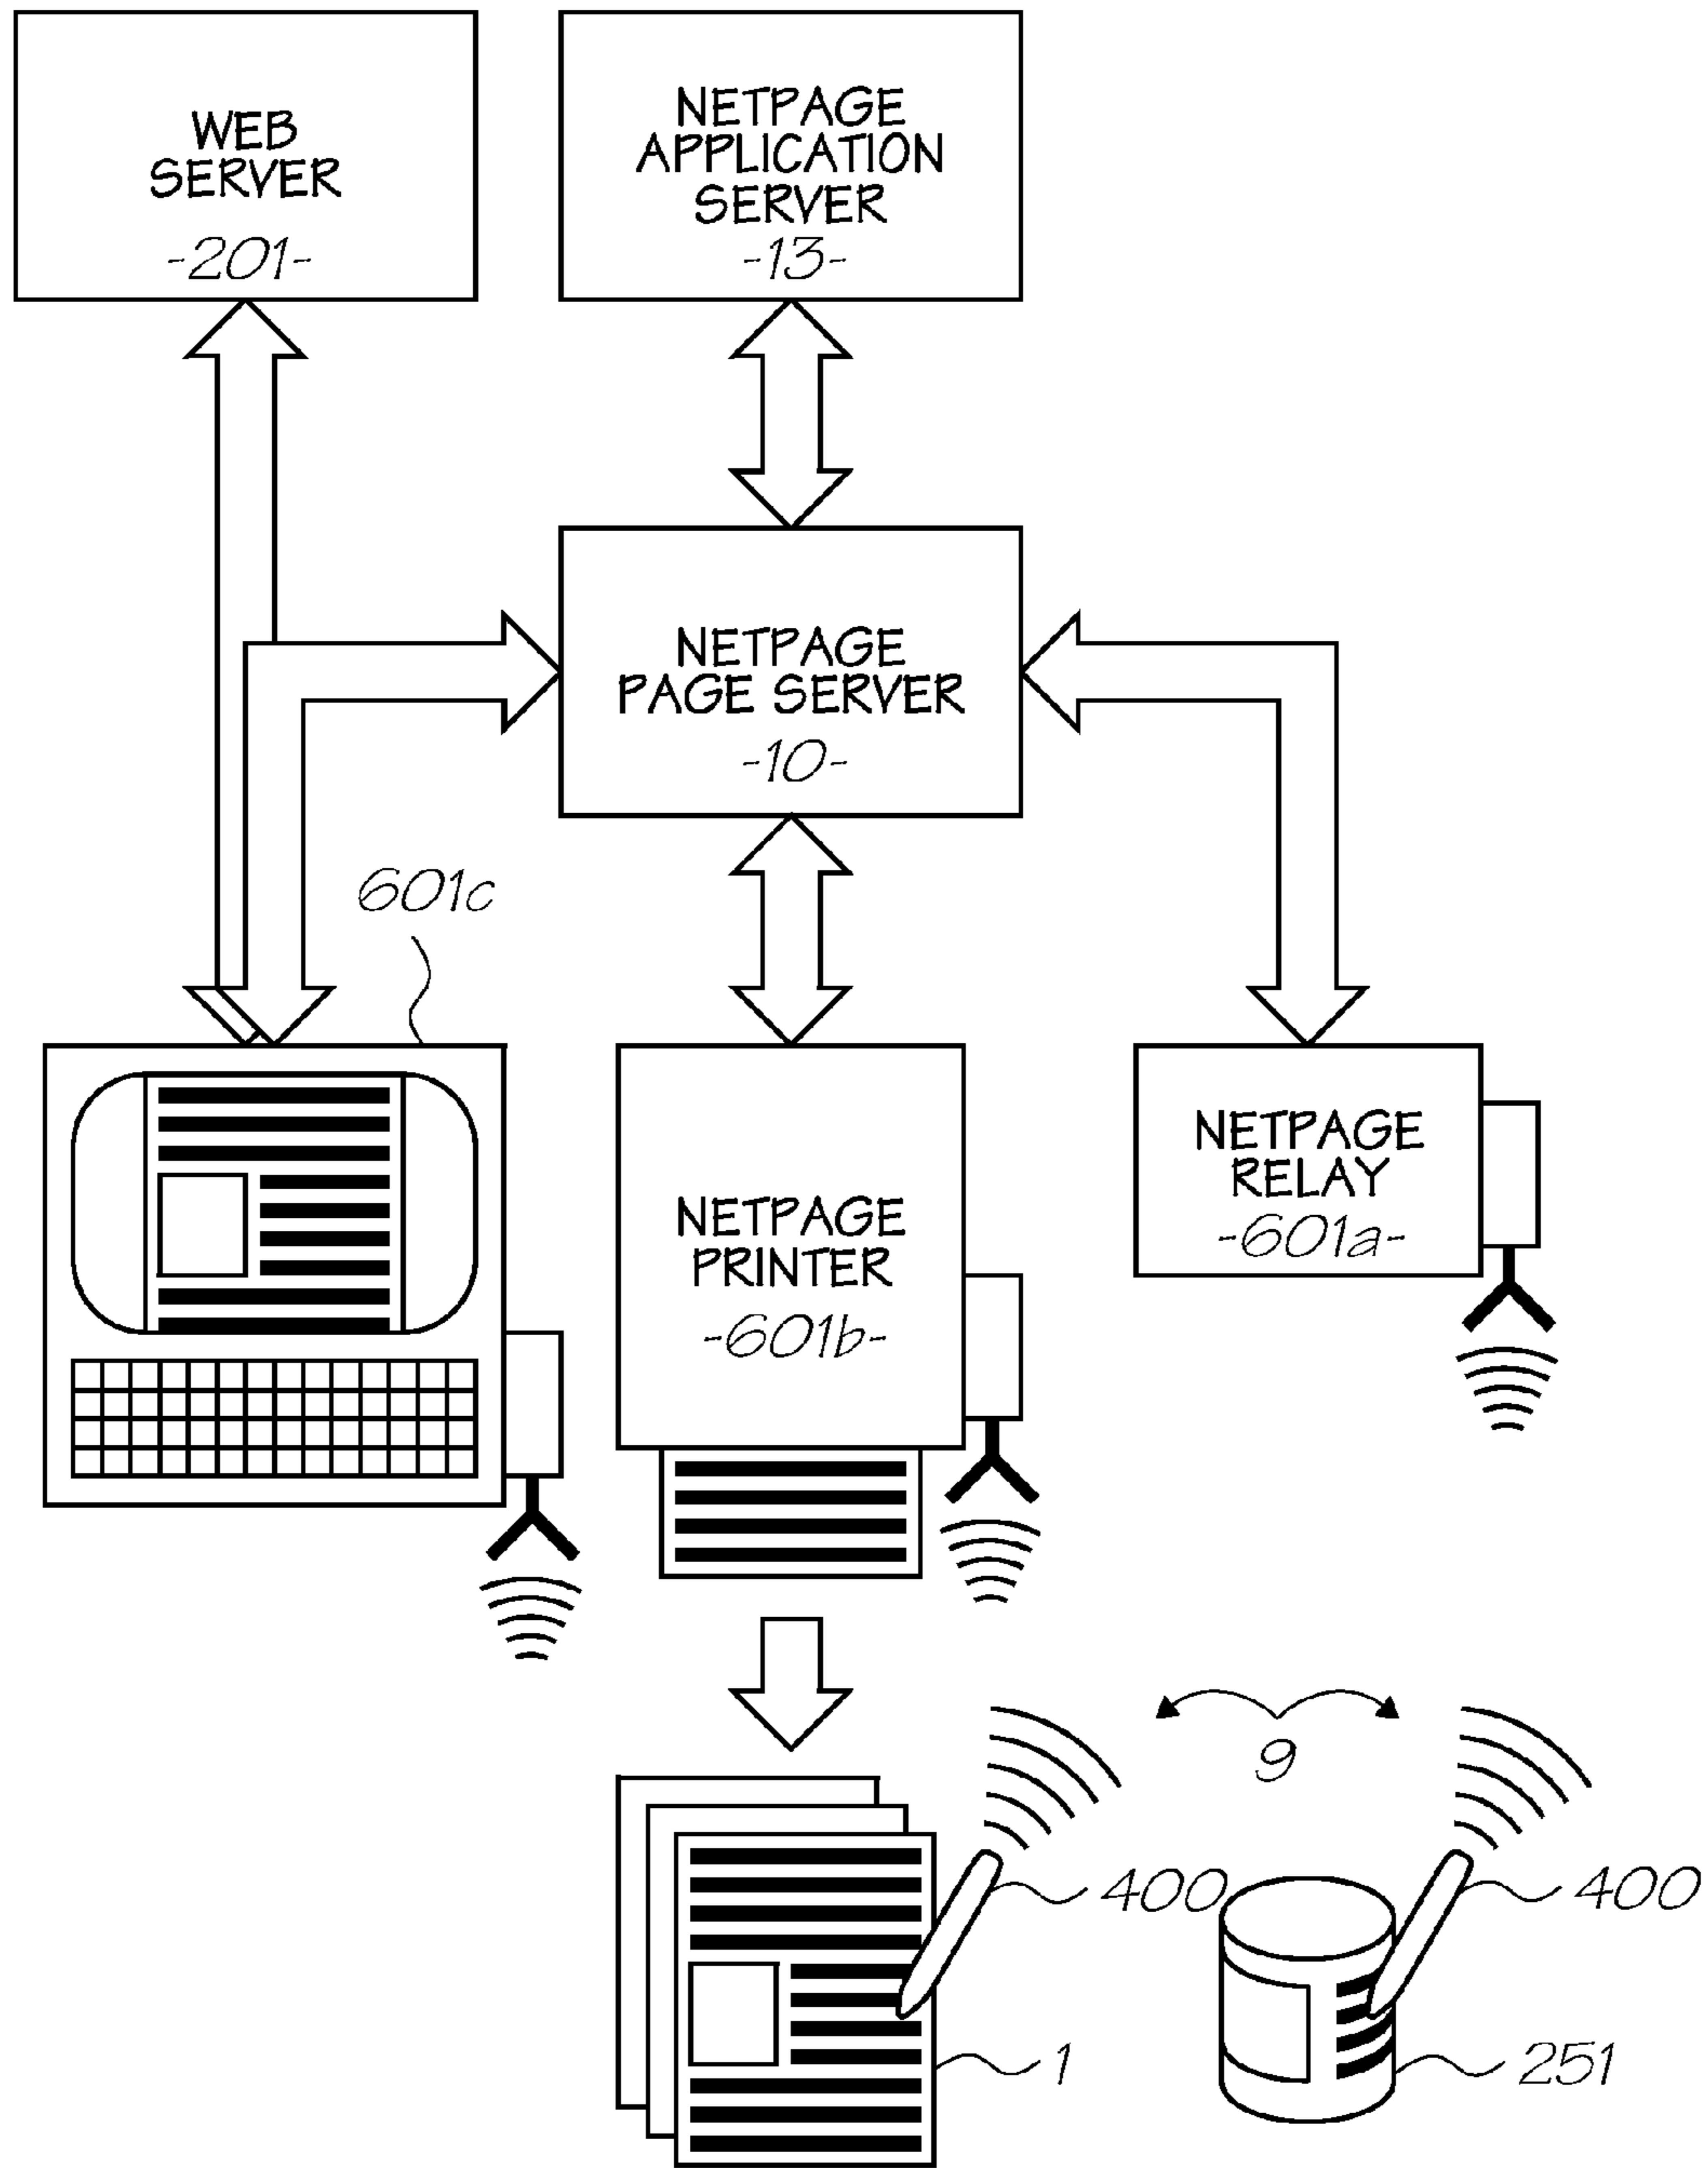 WEB
SERVER
-201-
NETPAGE
APPLICATION
SERVER
-13-
NETPAGE
PAGE SERVER
-10-
601c
NETPAGE
PRINTER
-601b-
NETPAGE
RELAY
-601a-
9
400
400
1
251